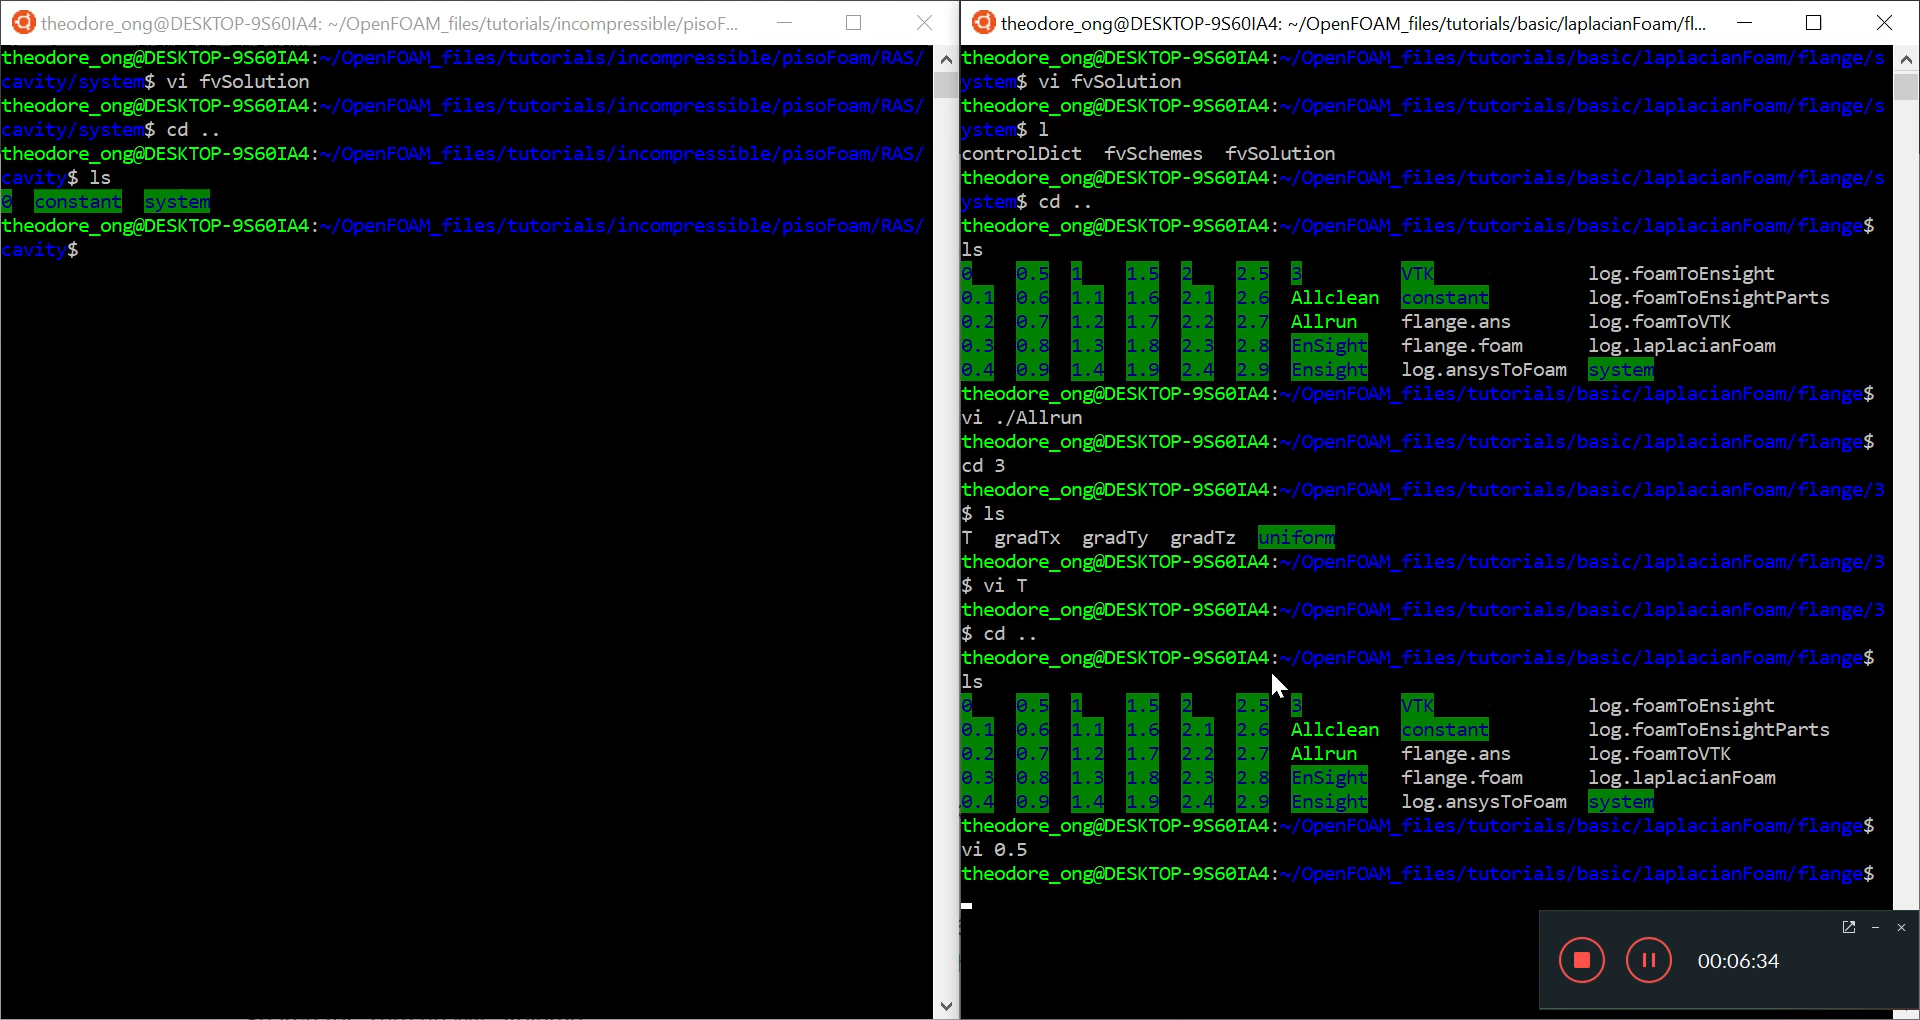 theodore_ong@DESKTOP-9S60IA4: ~/OpenFOAM_files/tutorials/incompressible/pisoF...
theodore_ong@DESKTOP-9S60IA4:~/OpenFOAM_files/tutorials/incompressible/pisoFoam/RAS/
cavity/system$ vi fvSolution
theodore_ong@DESKTOP-9S60IA4:~/OpenFOAM_files/tutorials/incompressible/pisoFoam/RAS/
cavity/system$ cd ..
theodore_ong@DESKTOP-9S60IA4:~/OpenFOAM_files/tutorials/incompressible/pisoFoam/RAS/
cavity$ ls
0 constant system
theodore_ong@DESKTOP-9S60IA4:~/OpenFOAM_files/tutorials/incompressible/pisoFoam/RAS/
cavity$
theodore_ong@DESKTOP-9S60IA4: ~/OpenFOAM_files/tutorials/basic/laplacianFoam/fl...
theodore_ong@DESKTOP-9S60IA4:~/OpenFOAM_files/tutorials/basic/laplacianFoam/flange/s
ystem$ vi fvSolution
theodore_ong@DESKTOP-9S60IA4:~/OpenFOAM_files/tutorials/basic/laplacianFoam/flange/s
ystem$ l
controlDict fvSchemes fvSolution
theodore_ong@DESKTOP-9S60IA4:~/OpenFOAM_files/tutorials/basic/laplacianFoam/flange/s
ystem$ cd ..
theodore_ong@DESKTOP-9S60IA4:~/OpenFOAM_files/tutorials/basic/laplacianFoam/flange$
ls
0 0.5 1 1.5 2 2.5 3 VTK log.foamToEnsight
0.1 0.6 1.1 1.6 2.1 2.6 Allclean constant log.foamToEnsightParts
0.2 0.7 1.2 1.7 2.2 2.7 Allrun flange.ans log.foamToVTK
0.3 0.8 1.3 1.8 2.3 2.8 EnSight flange.foam log.laplacianFoam
0.4 0.9 1.4 1.9 2.4 2.9 Ensight log.ansysToFoam system
theodore_ong@DESKTOP-9S60IA4:~/OpenFOAM_files/tutorials/basic/laplacianFoam/flange$
vi ./Allrun
theodore_ong@DESKTOP-9S60IA4:~/OpenFOAM_files/tutorials/basic/laplacianFoam/flange$
cd 3
theodore_ong@DESKTOP-9S60IA4:~/OpenFOAM_files/tutorials/basic/laplacianFoam/flange/3
$ ls
T gradTx gradTy gradTz uniform
theodore_ong@DESKTOP-9S60IA4:~/OpenFOAM_files/tutorials/basic/laplacianFoam/flange/3
$ vi T
theodore_ong@DESKTOP-9S60IA4:~/OpenFOAM_files/tutorials/basic/laplacianFoam/flange/3
$ cd ..
theodore_ong@DESKTOP-9S60IA4:~/OpenFOAM_files/tutorials/basic/laplacianFoam/flange$
ls
0 0.5 1 1.5 2 2.5 3 VTK log.foamToEnsight
0.1 0.6 1.1 1.6 2.1 2.6 Allclean constant log.foamToEnsightParts
0.2 0.7 1.2 1.7 2.2 2.7 Allrun flange.ans log.foamToVTK
0.3 0.8 1.3 1.8 2.3 2.8 EnSight flange.foam log.laplacianFoam
0.4 0.9 1.4 1.9 2.4 2.9 Ensight log.ansysToFoam system
theodore_ong@DESKTOP-9S60IA4:~/OpenFOAM_files/tutorials/basic/laplacianFoam/flange$
vi 0.5
theodore_ong@DESKTOP-9S60IA4:~/OpenFOAM_files/tutorials/basic/laplacianFoam/flange$
00:06:34